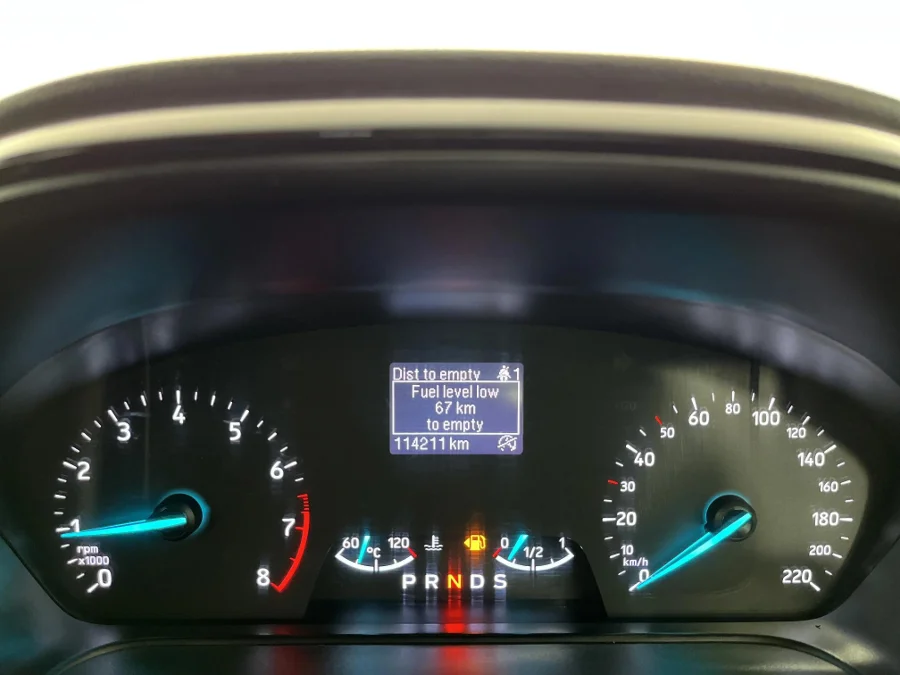 Dist to empty 1
Fuel level low
67 km
to empty
114211 km
0 1 2 3 4 5 6 7 8
rpm
x1000
60 °C 120
0 1/2 1
P R N D S
0 10 20 30 40 50 60 80 100 120 140 160 180 200 220
km/h